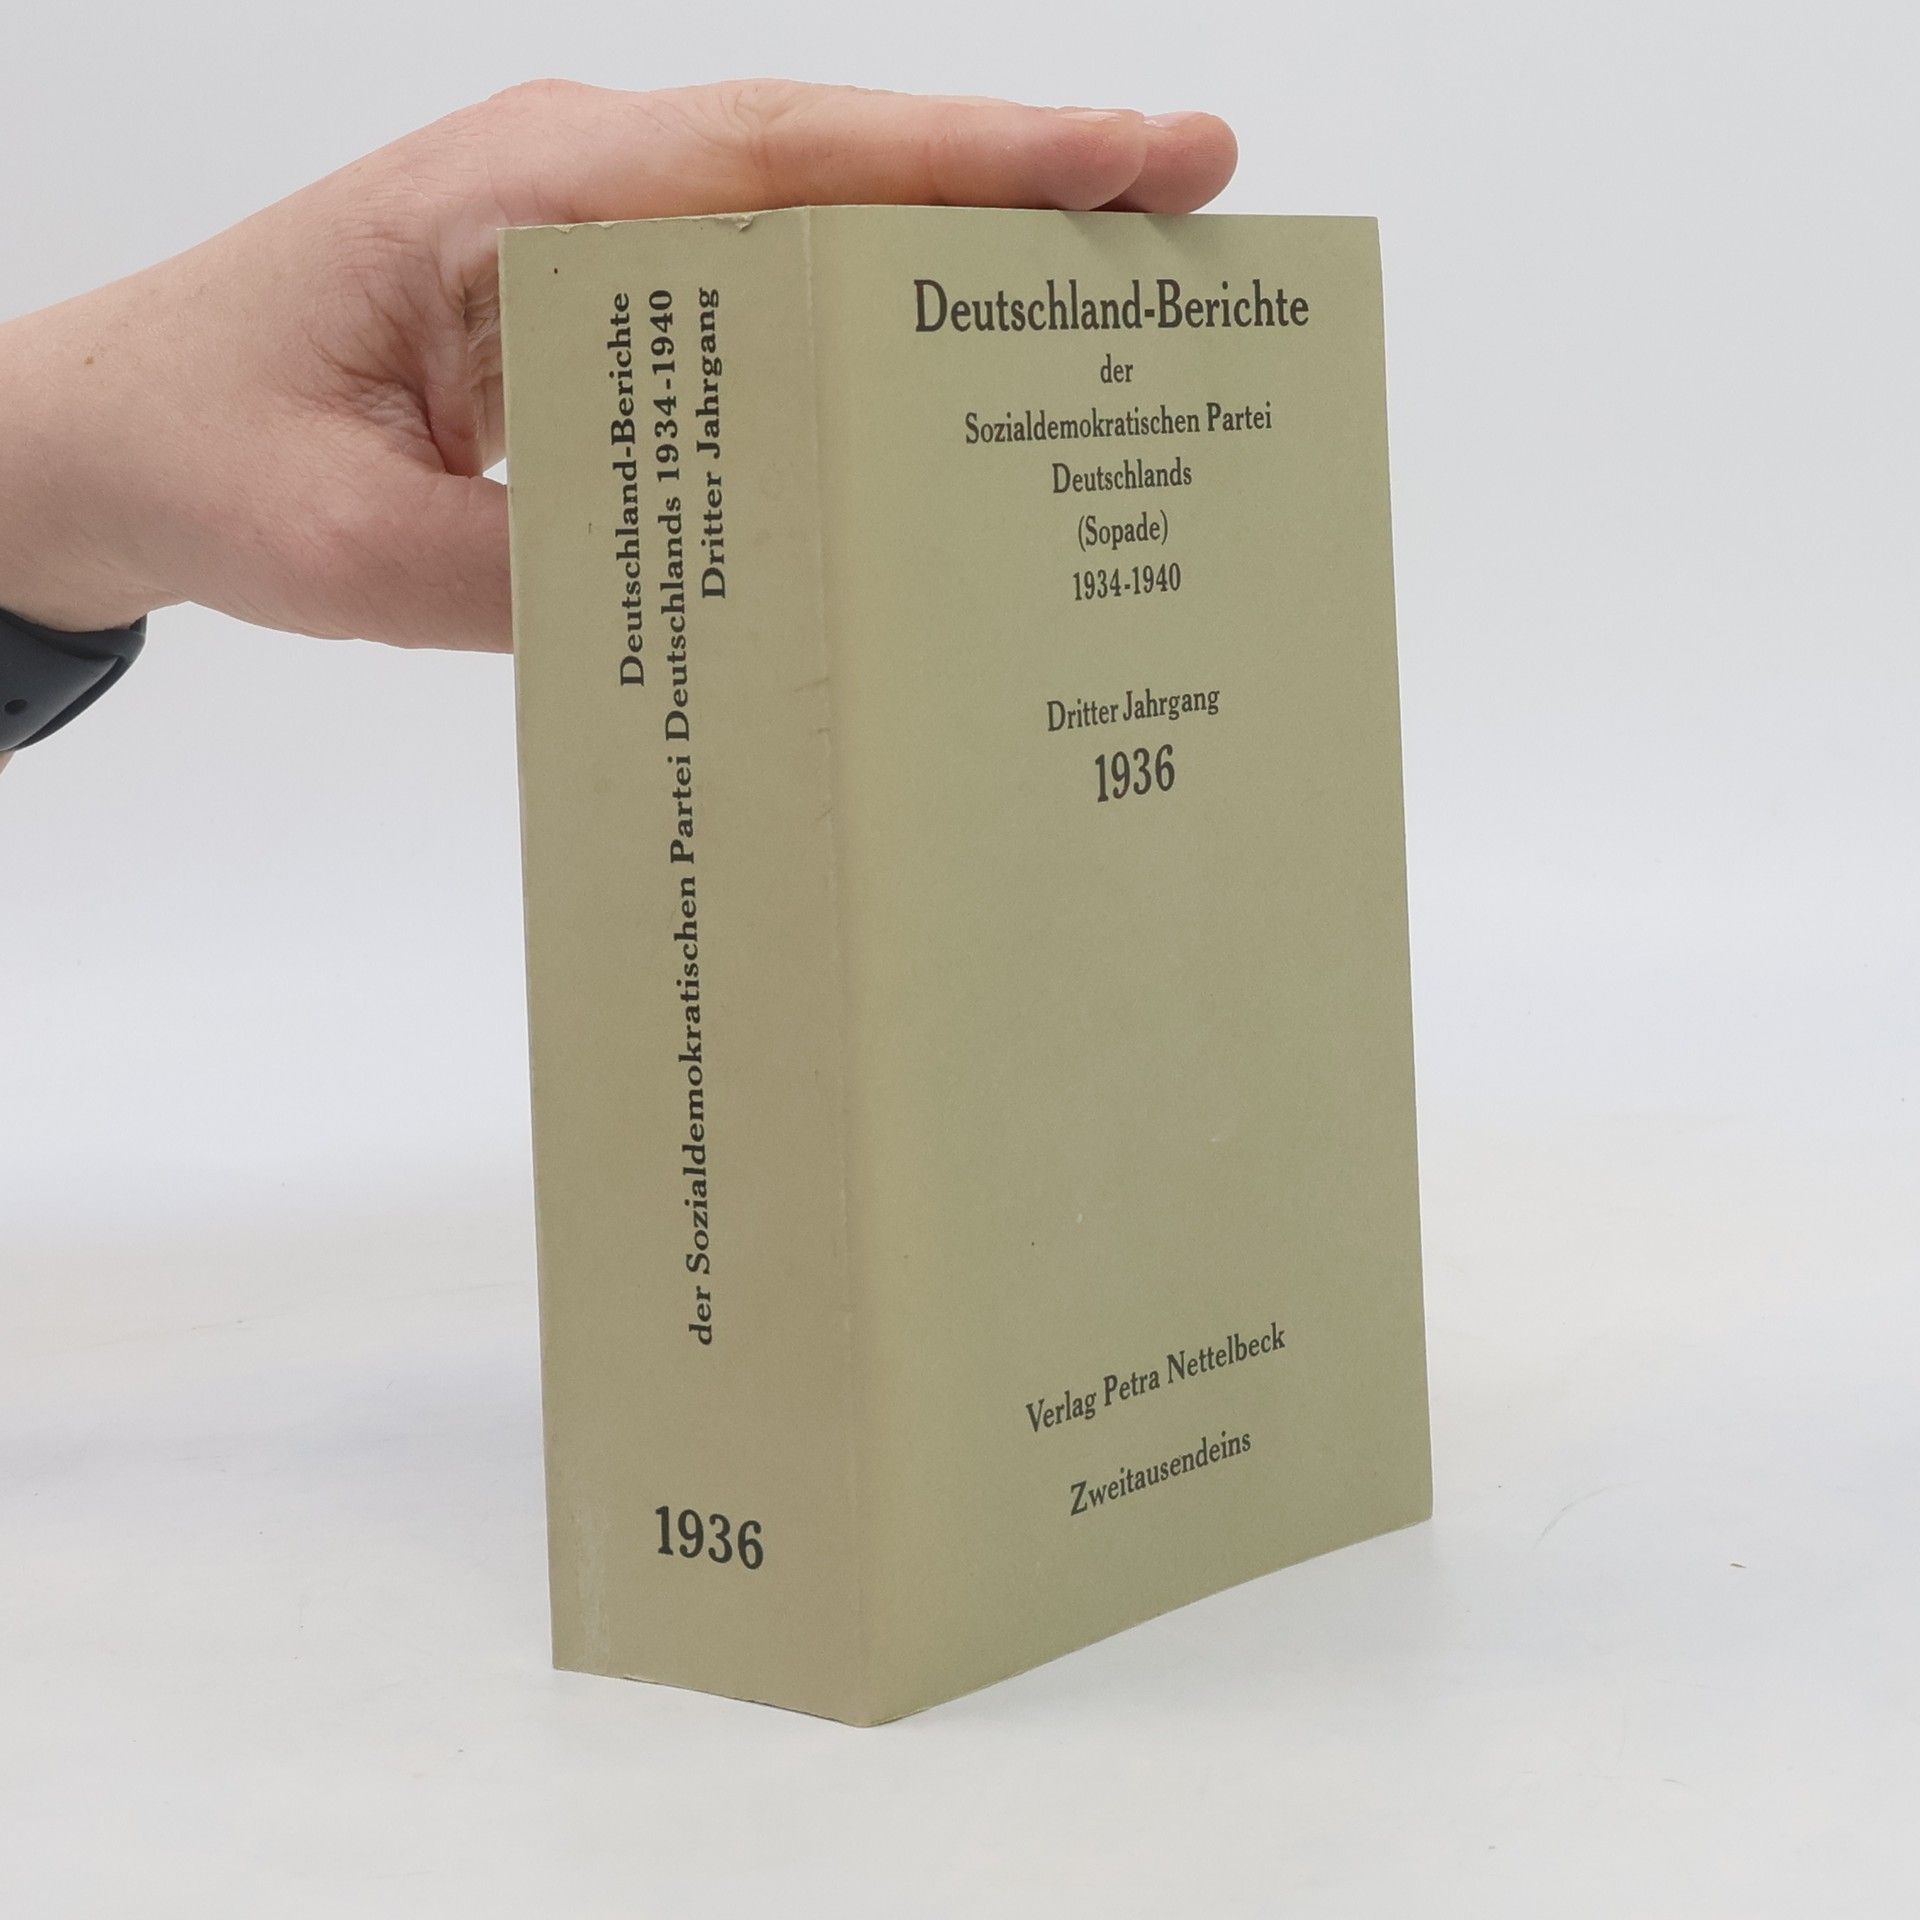 Deutschland-Berichte
der Sozialdemokratischen Partei Deutschlands 1934-1940
Dritter Jahrgang
1936
Deutschland-Berichte
der
Sozialdemokratischen Partei
Deutschlands
(Sopade)
1934-1940
Dritter Jahrgang
1936
Verlag Petra Nettelbeck
Zweitausendeins